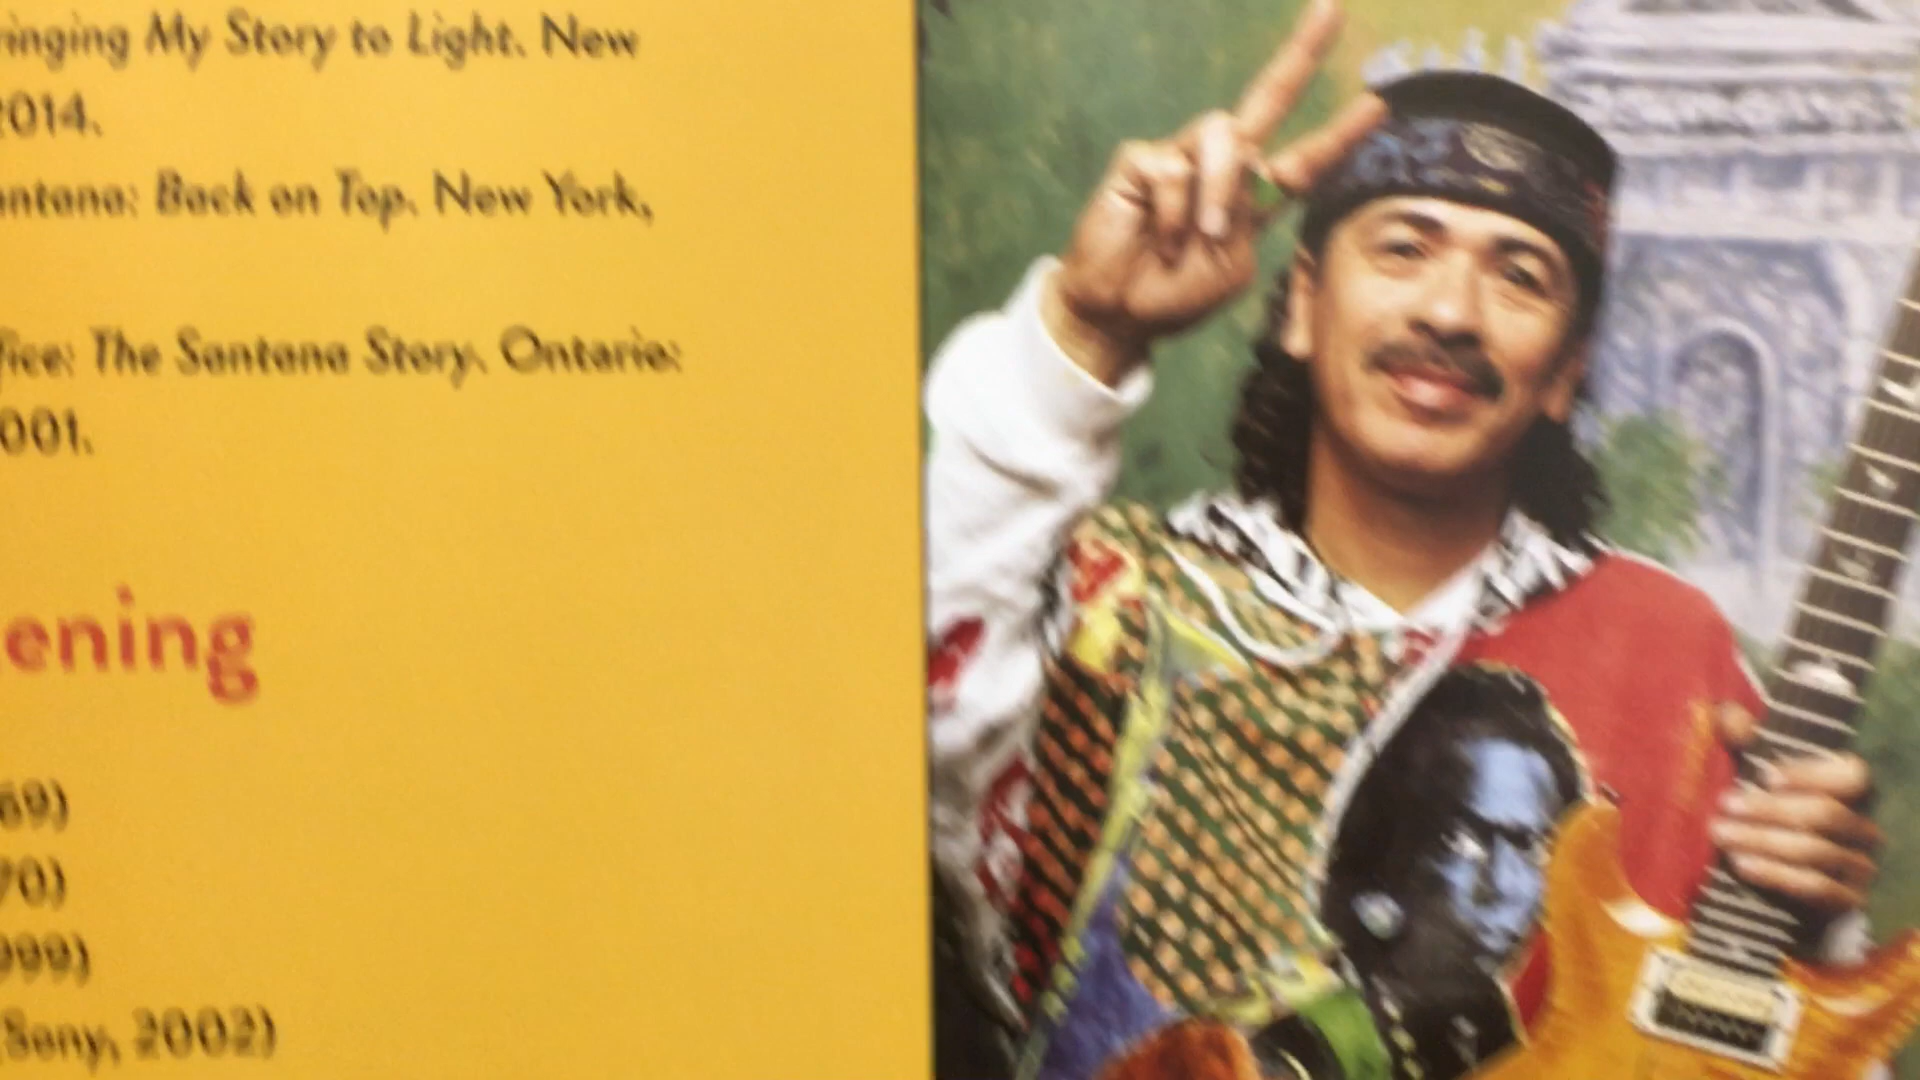 ringing My Story to Light. New
2014.
antana: Back on Top. New York,
fice: The Santana Story. Ontario:
001.
ening
69)
70)
999)
(Sony, 2002)